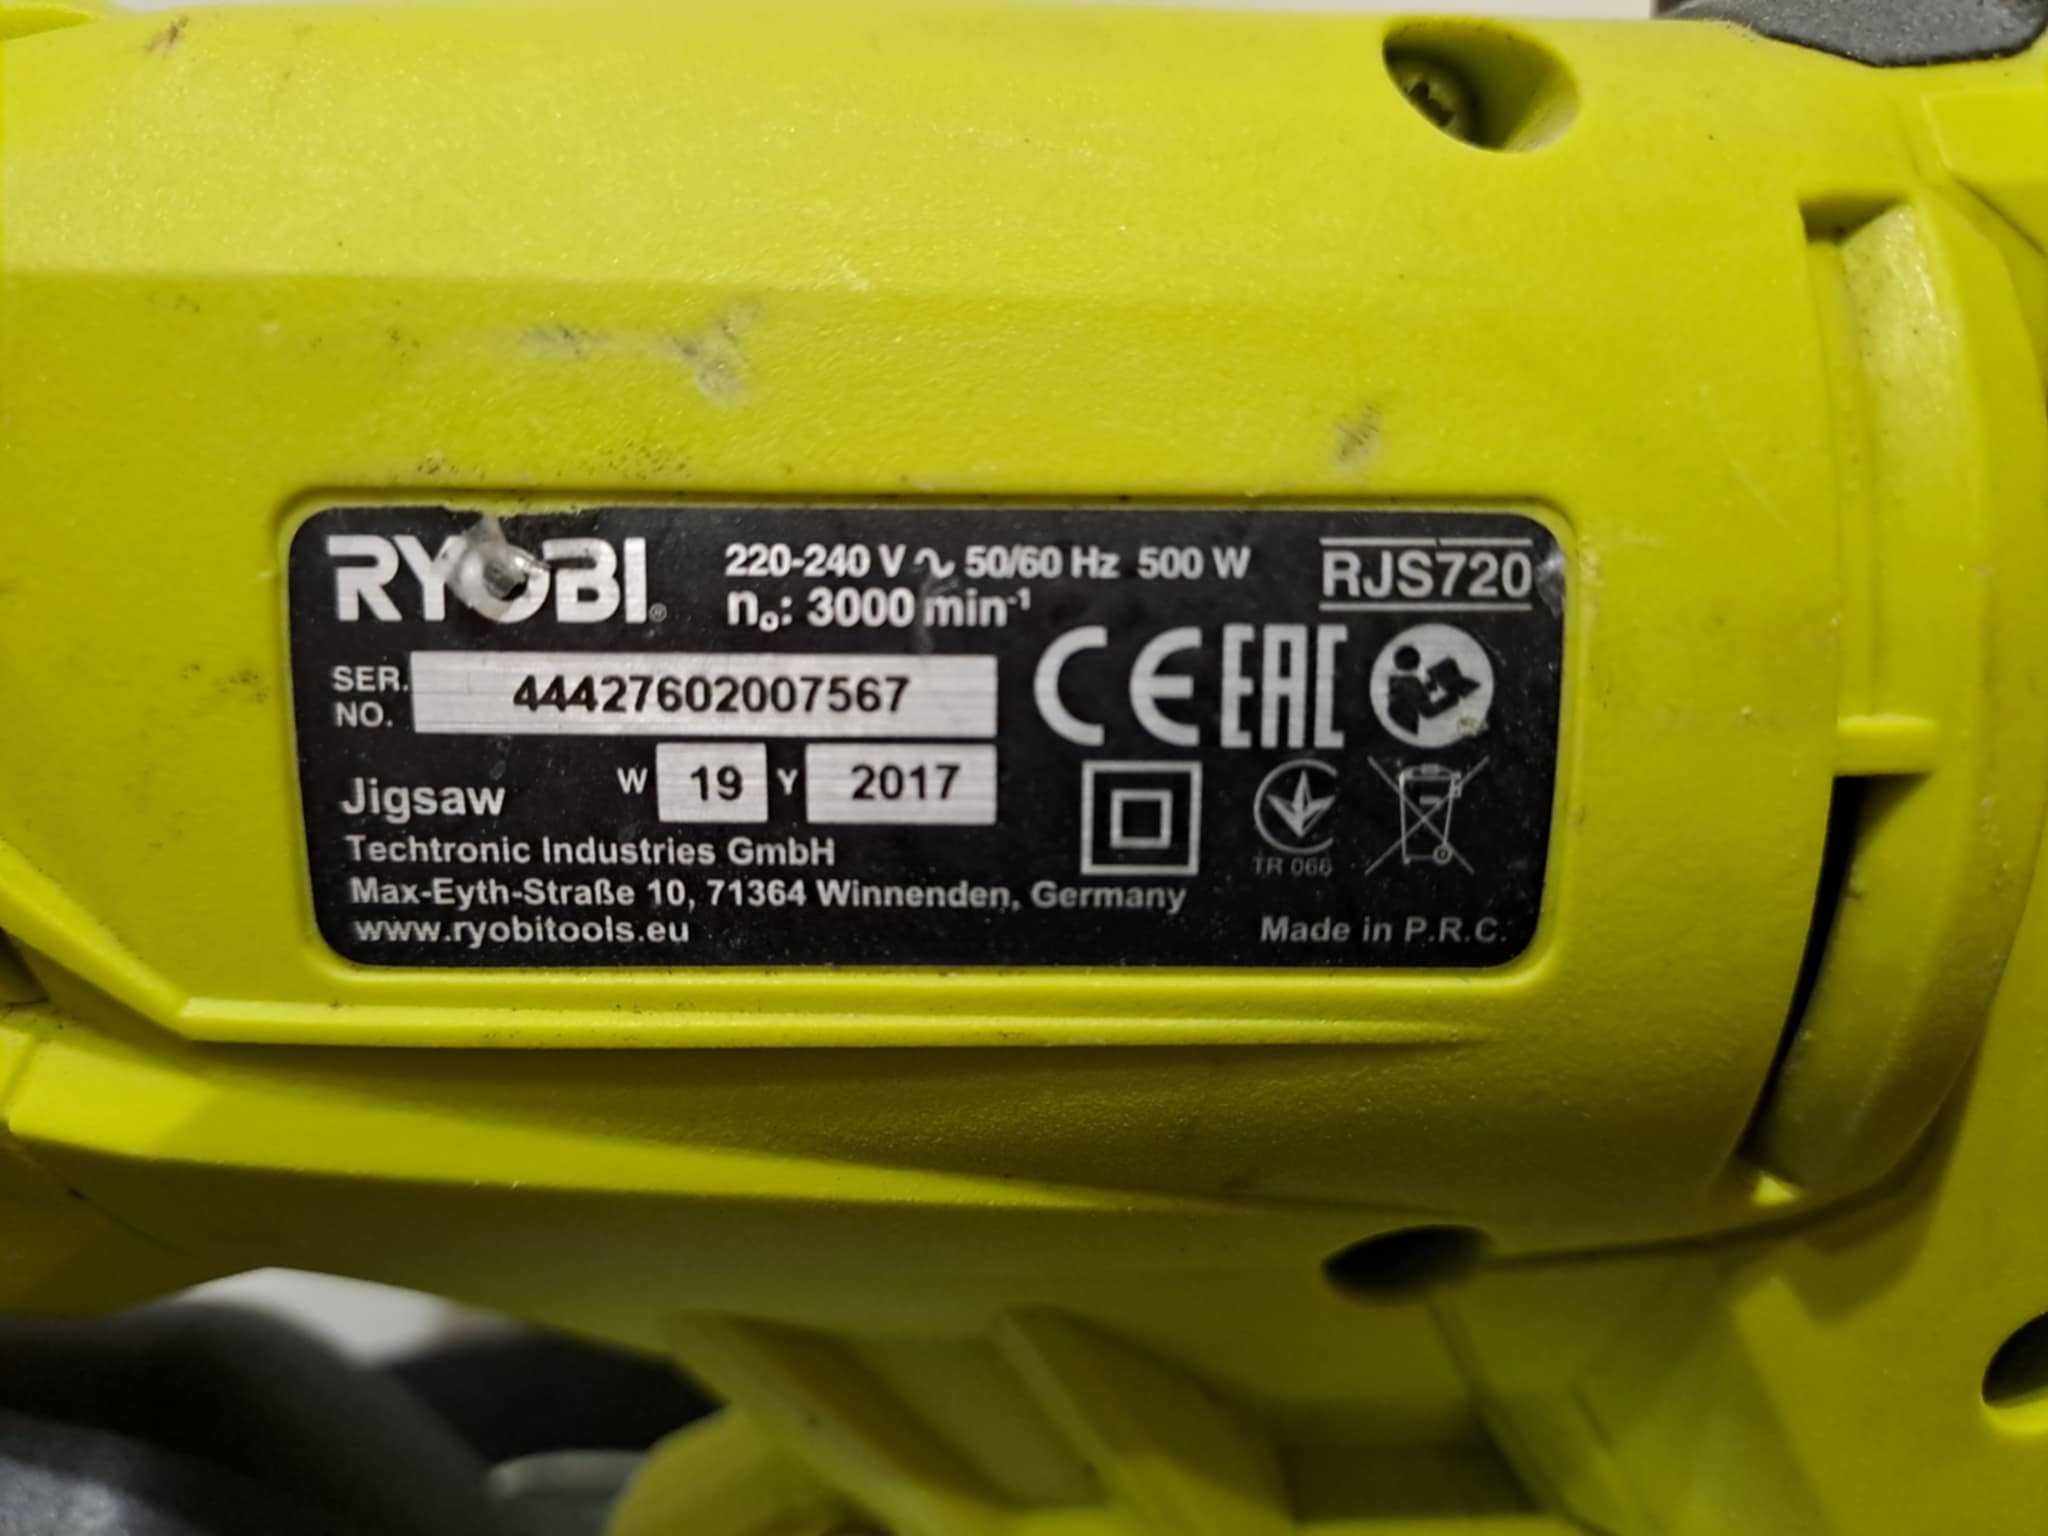 RYOBI®
220-240 V ∿ 50/60 Hz 500 W
n₀: 3000 min⁻¹
RJS720
SER. NO. 44427602007567
CE EAC
Jigsaw W 19 Y 2017
TR 066
Techtronic Industries GmbH
Max-Eyth-Straße 10, 71364 Winnenden, Germany
www.ryobitools.eu
Made in P.R.C.